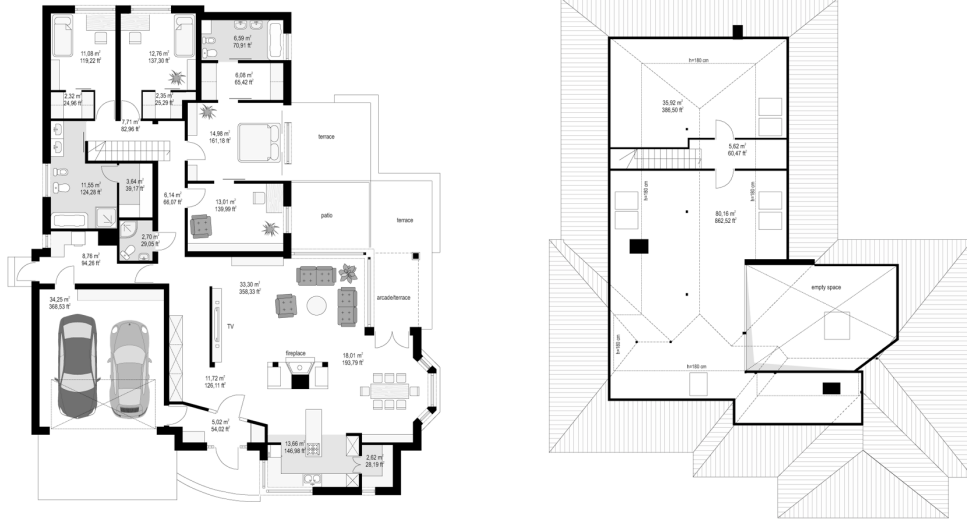 11,08 m²
119,22 ft²
12,76 m²
137,30 ft²
6,59 m²
70,91 ft²
6,08 m²
65,42 ft²
2,32 m²
24,96 ft²
2,35 m²
25,29 ft²
7,71 m²
82,96 ft²
14,98 m²
161,18 ft²
terrace
11,55 m²
124,28 ft²
3,64 m²
39,17 ft²
6,14 m²
66,07 ft²
13,01 m²
139,99 ft²
patio
terrace
2,70 m²
29,05 ft²
8,76 m²
94,26 ft²
34,25 m²
368,53 ft²
33,30 m²
358,33 ft²
arcade/terrace
TV
fireplace
18,01 m²
193,79 ft²
11,72 m²
126,11 ft²
5,02 m²
54,02 ft²
13,66 m²
146,98 ft²
2,62 m²
28,19 ft²
h=180 cm
35,92 m²
386,50 ft²
5,62 m²
60,47 ft²
h=180 cm
h=180 cm
80,16 m²
862,52 ft²
empty space
h=180 cm
h=180 cm